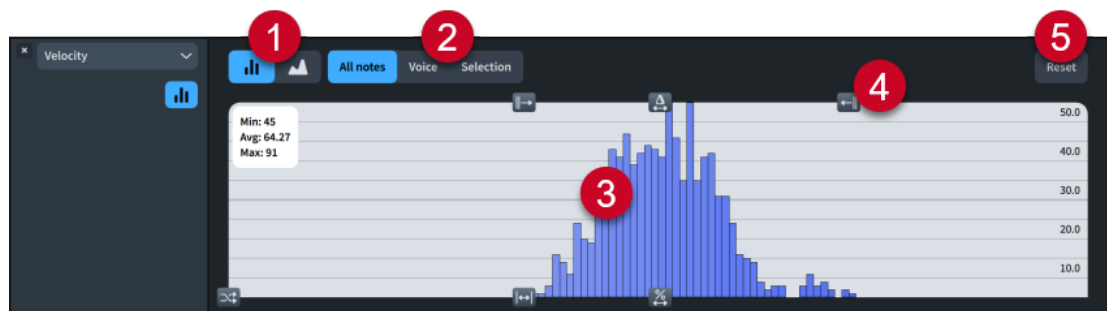 1
2
5
Velocity
All notes
Voice
Selection
Reset
4
Min: 45
Avg: 64.27
Max: 91
50.0
40.0
3
30.0
20.0
10.0
%